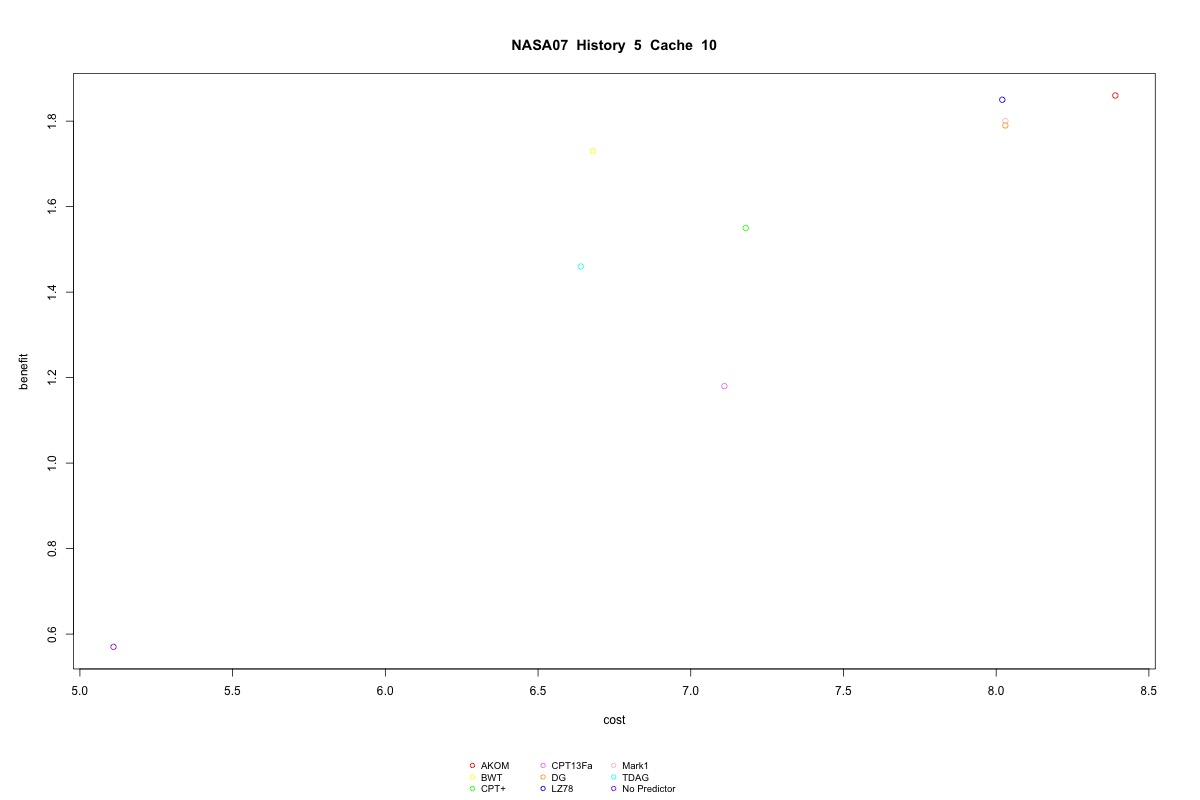 NASA07 History 5 Cache 10
benefit
1.8
1.6
1.4
1.2
1.0
0.8
0.6
5.0 5.5 6.0 6.5 7.0 7.5 8.0 8.5
cost
AKOM CPT13Fa Mark1
BWT DG TDAG
CPT+ LZ78 No Predictor